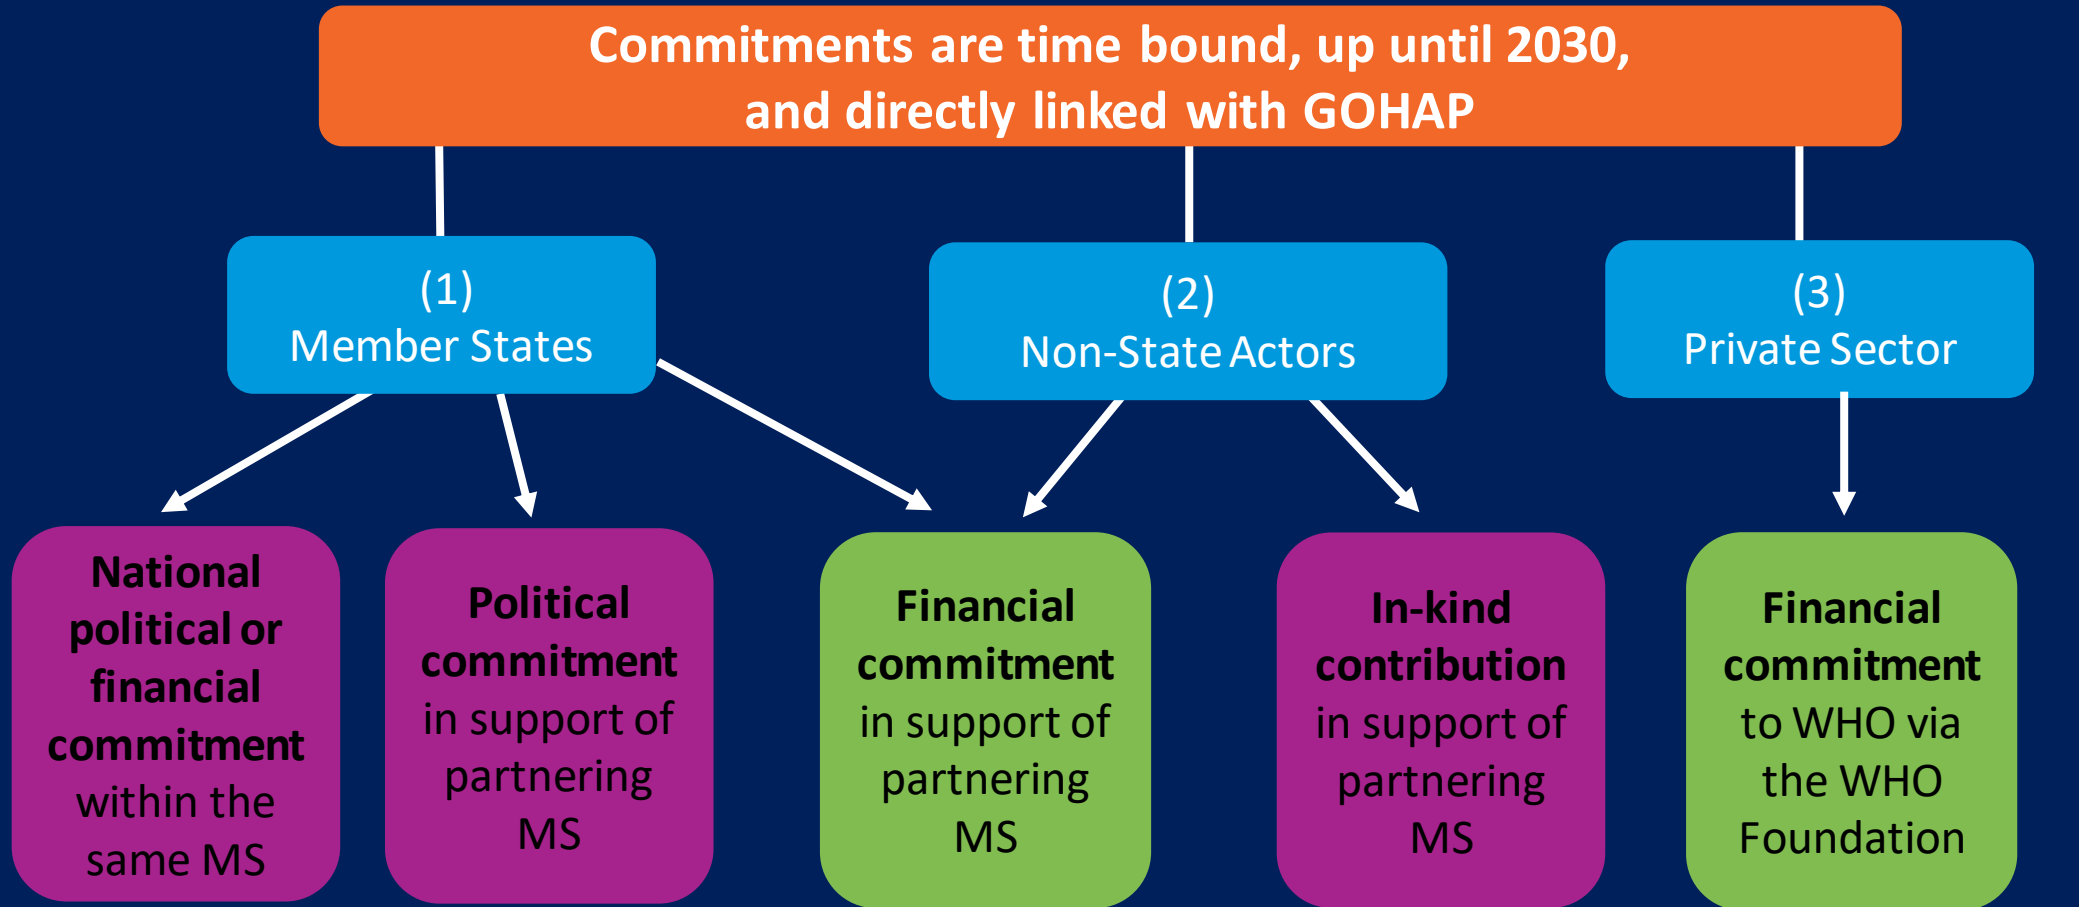 Commitments are time bound, up until 2030,
and directly linked with GOHAP
(1)
Member States
(2)
Non-State Actors
(3)
Private Sector
National
political or
financial
commitment
within the
same MS
Political
commitment
in support of
partnering
MS
Financial
commitment
in support of
partnering
MS
In-kind
contribution
in support of
partnering
MS
Financial
commitment
to WHO via
the WHO
Foundation